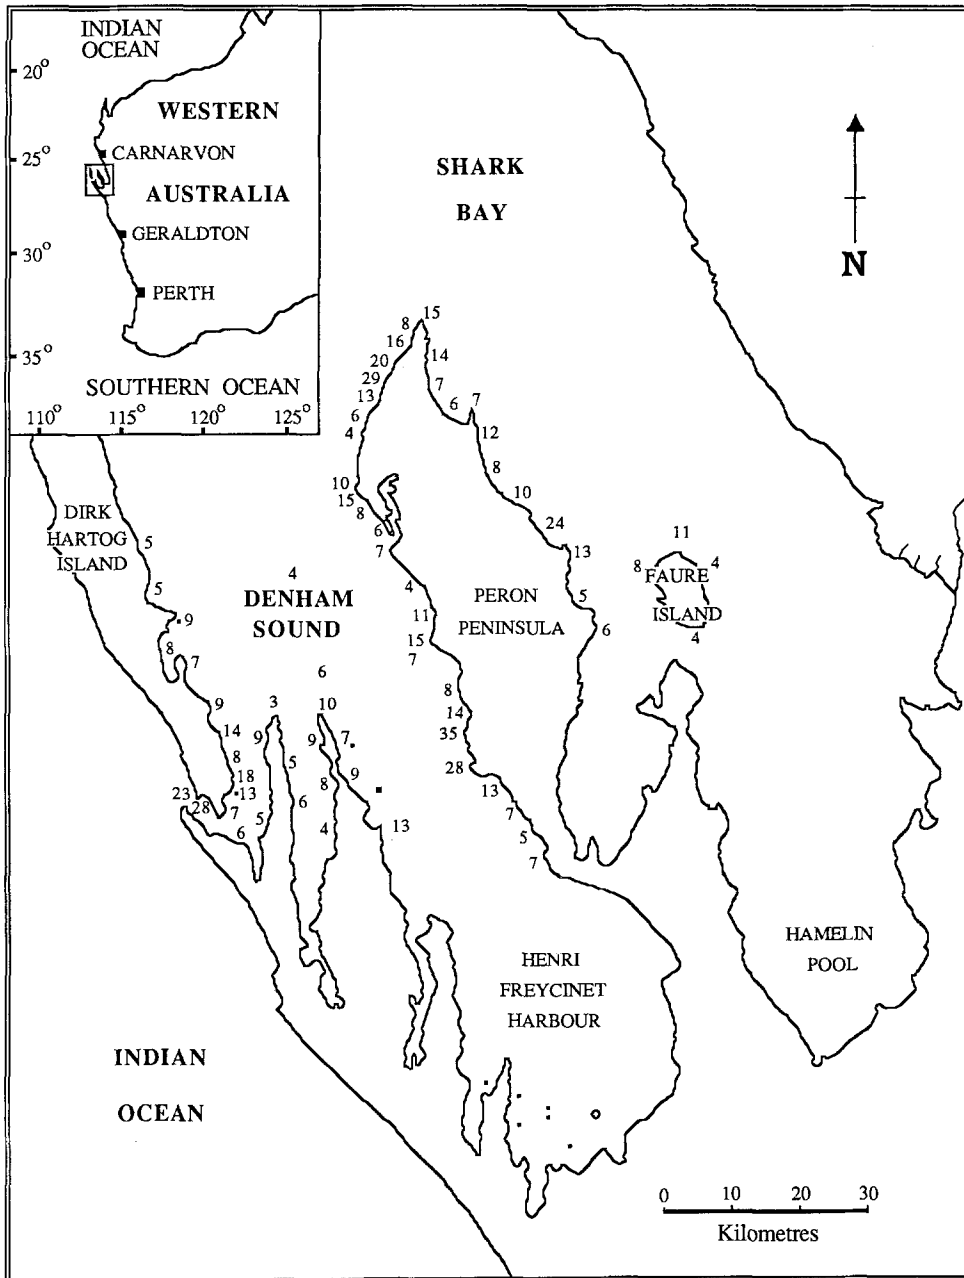 INDIAN
OCEAN
20°
WESTERN
CARNARVON
25°
AUSTRALIA
GERALDTON
30°
PERTH
35°
SOUTHERN OCEAN
110° 115° 120° 125°
SHARK
BAY
N
15
8
16
14
20
29
7
13
6
7
6
4
12
8
10
15
10
8
24
6
7
13
DIRK
HARTOG
ISLAND
5
5
9
8
7
9
14
8
18
13
23
28
7
6
4
DENHAM
SOUND
6
3
10
9
5
6
5
9
7
9
8
4
13
4
11
15
7
8
14
35
28
13
7
5
7
PERON
PENINSULA
5
6
11
8
4
FAURE
ISLAND
4
HENRI
FREYCINET
HARBOUR
HAMELIN
POOL
INDIAN
OCEAN
0 10 20 30
Kilometres